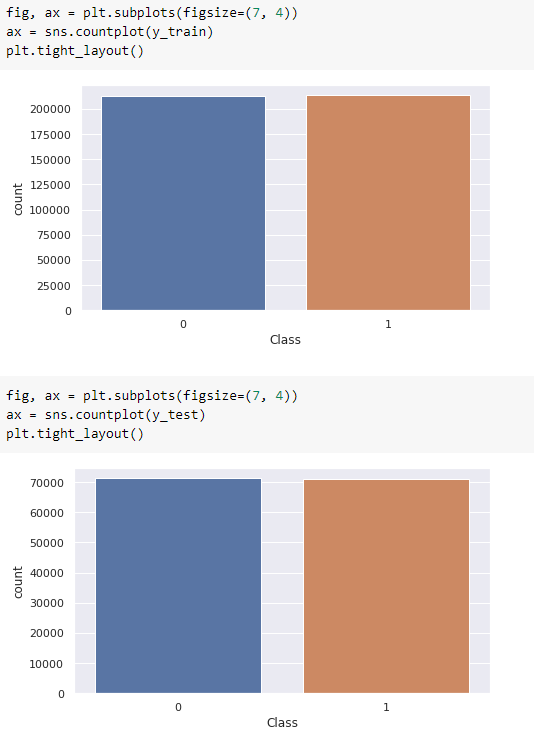 fig, ax = plt.subplots(figsize=(7, 4))
ax = sns.countplot(y_train)
plt.tight_layout()
200000
175000
150000
125000
100000
75000
50000
25000
0
count
0 1
Class
fig, ax = plt.subplots(figsize=(7, 4))
ax = sns.countplot(y_test)
plt.tight_layout()
70000
60000
50000
40000
30000
20000
10000
0
count
0 1
Class